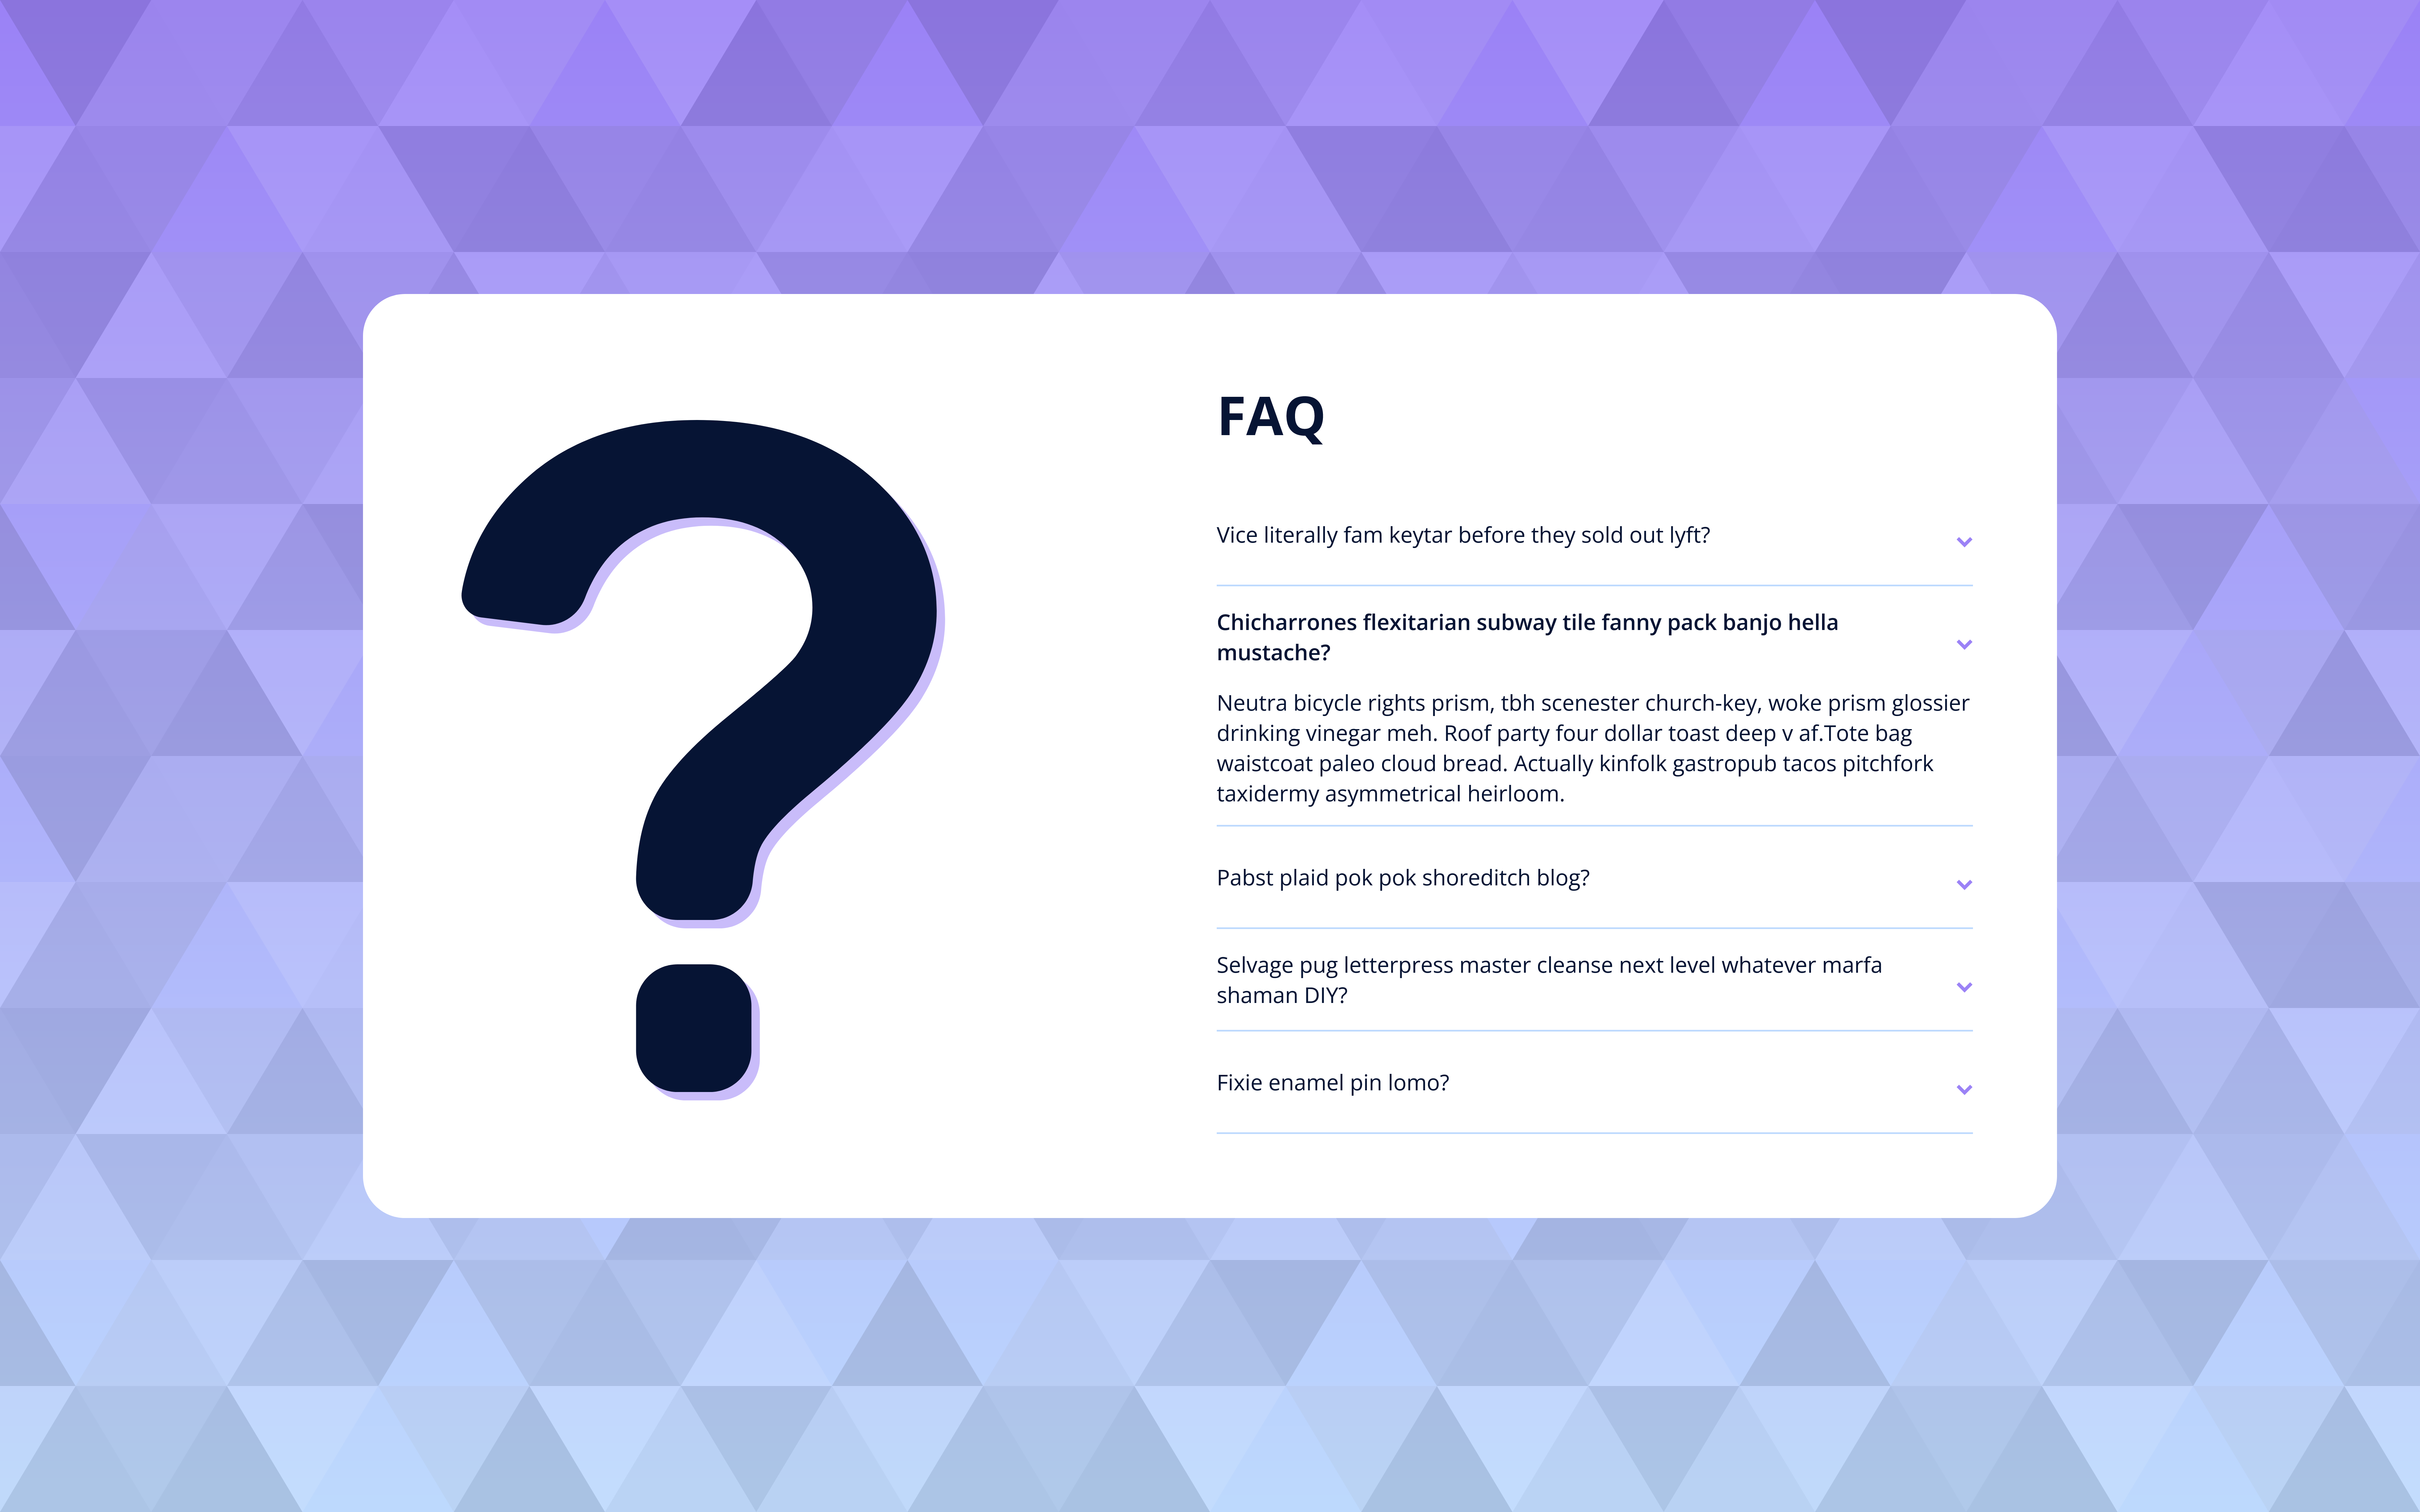 ?
FAQ
Vice literally fam keytar before they sold out lyft?
Chicharrones flexitarian subway tile fanny pack banjo hella
mustache?
Neutra bicycle rights prism, tbh scenester church-key, woke prism glossier
drinking vinegar meh. Roof party four dollar toast deep v af.Tote bag
waistcoat paleo cloud bread. Actually kinfolk gastropub tacos pitchfork
taxidermy asymmetrical heirloom.
Pabst plaid pok pok shoreditch blog?
Selvage pug letterpress master cleanse next level whatever marfa
shaman DIY?
Fixie enamel pin lomo?